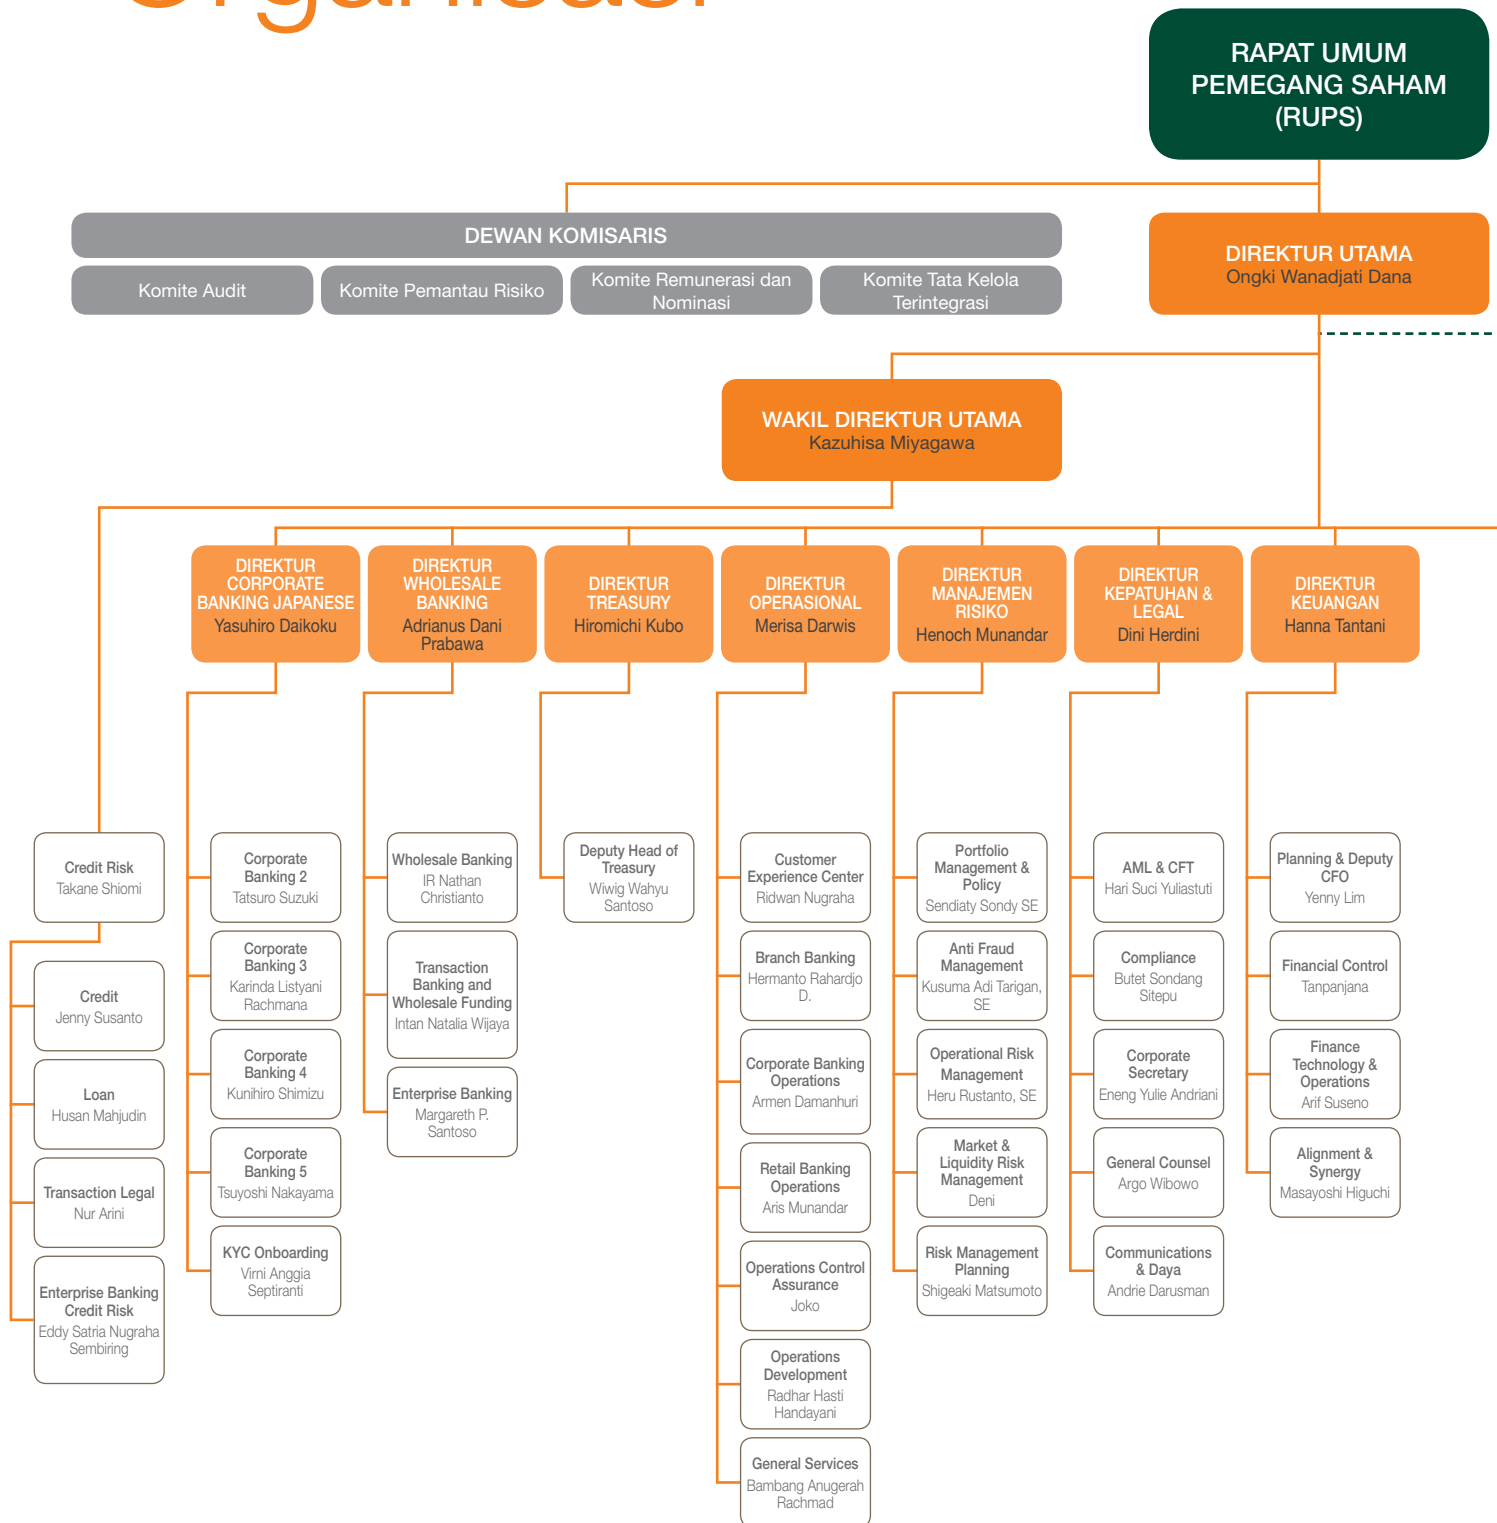 Organisasi
RAPAT UMUM
PEMEGANG SAHAM
(RUPS)
DEWAN KOMISARIS
Komite Audit
Komite Pemantau Risiko
Komite Remunerasi dan
Nominasi
Komite Tata Kelola
Terintegrasi
DIREKTUR UTAMA
Ongki Wanadjati Dana
WAKIL DIREKTUR UTAMA
Kazuhisa Miyagawa
DIREKTUR
CORPORATE
BANKING JAPANESE
Yasuhiro Daikoku
DIREKTUR
WHOLESALE
BANKING
Adrianus Dani
Prabawa
DIREKTUR
TREASURY
Hiromichi Kubo
DIREKTUR
OPERASIONAL
Merisa Darwis
DIREKTUR
MANAJEMEN
RISIKO
Henoch Munandar
DIREKTUR
KEPATUHAN &
LEGAL
Dini Herdini
DIREKTUR
KEUANGAN
Hanna Tantani
Credit Risk
Takane Shiomi
Credit
Jenny Susanto
Loan
Husan Mahjudin
Transaction Legal
Nur Arini
Enterprise Banking
Credit Risk
Eddy Satria Nugraha
Sembiring
Corporate
Banking 2
Tatsuro Suzuki
Corporate
Banking 3
Karinda Listyani
Rachmana
Corporate
Banking 4
Kunihiro Shimizu
Corporate
Banking 5
Tsuyoshi Nakayama
KYC Onboarding
Virni Anggia
Septiranti
Wholesale Banking
IR Nathan
Christianto
Transaction
Banking and
Wholesale Funding
Intan Natalia Wijaya
Enterprise Banking
Margareth P.
Santoso
Deputy Head of
Treasury
Wiwig Wahyu
Santoso
Customer
Experience Center
Ridwan Nugraha
Branch Banking
Hermanto Rahardjo
D.
Corporate Banking
Operations
Armen Damanhuri
Retail Banking
Operations
Aris Munandar
Operations Control
Assurance
Joko
Operations
Development
Radhar Hasti
Handayani
General Services
Bambang Anugerah
Rachmad
Portfolio
Management &
Policy
Sendiaty Sondy SE
Anti Fraud
Management
Kusuma Adi Tarigan,
SE
Operational Risk
Management
Heru Rustanto, SE
Market &
Liquidity Risk
Management
Deni
Risk Management
Planning
Shigeaki Matsumoto
AML & CFT
Hari Suci Yuliastuti
Compliance
Butet Sondang
Sitepu
Corporate
Secretary
Eneng Yulie Andriani
General Counsel
Argo Wibowo
Communications
& Daya
Andrie Darusman
Planning & Deputy
CFO
Yenny Lim
Financial Control
Tanpanjana
Finance
Technology &
Operations
Arif Suseno
Alignment &
Synergy
Masayoshi Higuchi